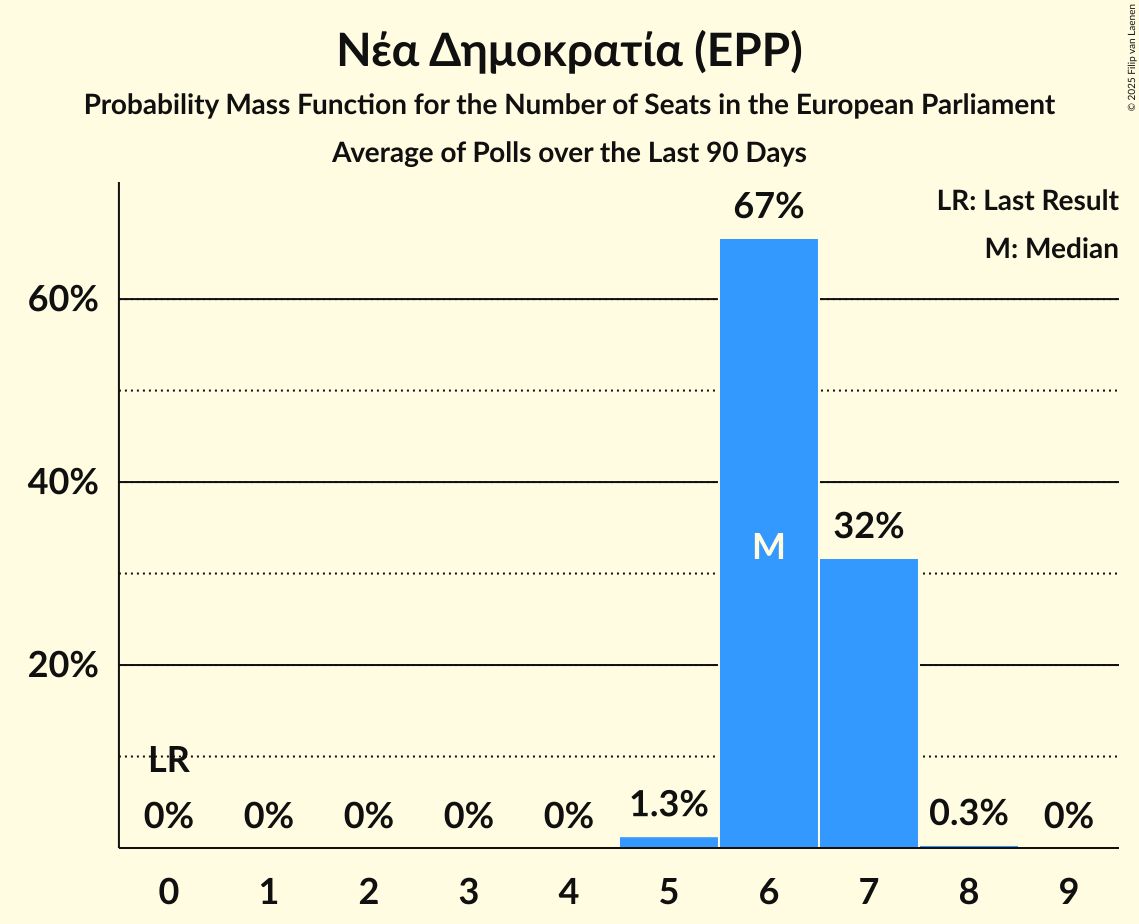 Νέα Δημοκρατία (EPP)
Probability Mass Function for the Number of Seats in the European Parliament
Average of Polls over the Last 90 Days
© 2025 Filip van Laenen
LR: Last Result
M: Median
67%
60%
40%
32%
M
20%
LR
0% 0% 0% 0% 0% 1.3% 0.3% 0%
0 1 2 3 4 5 6 7 8 9